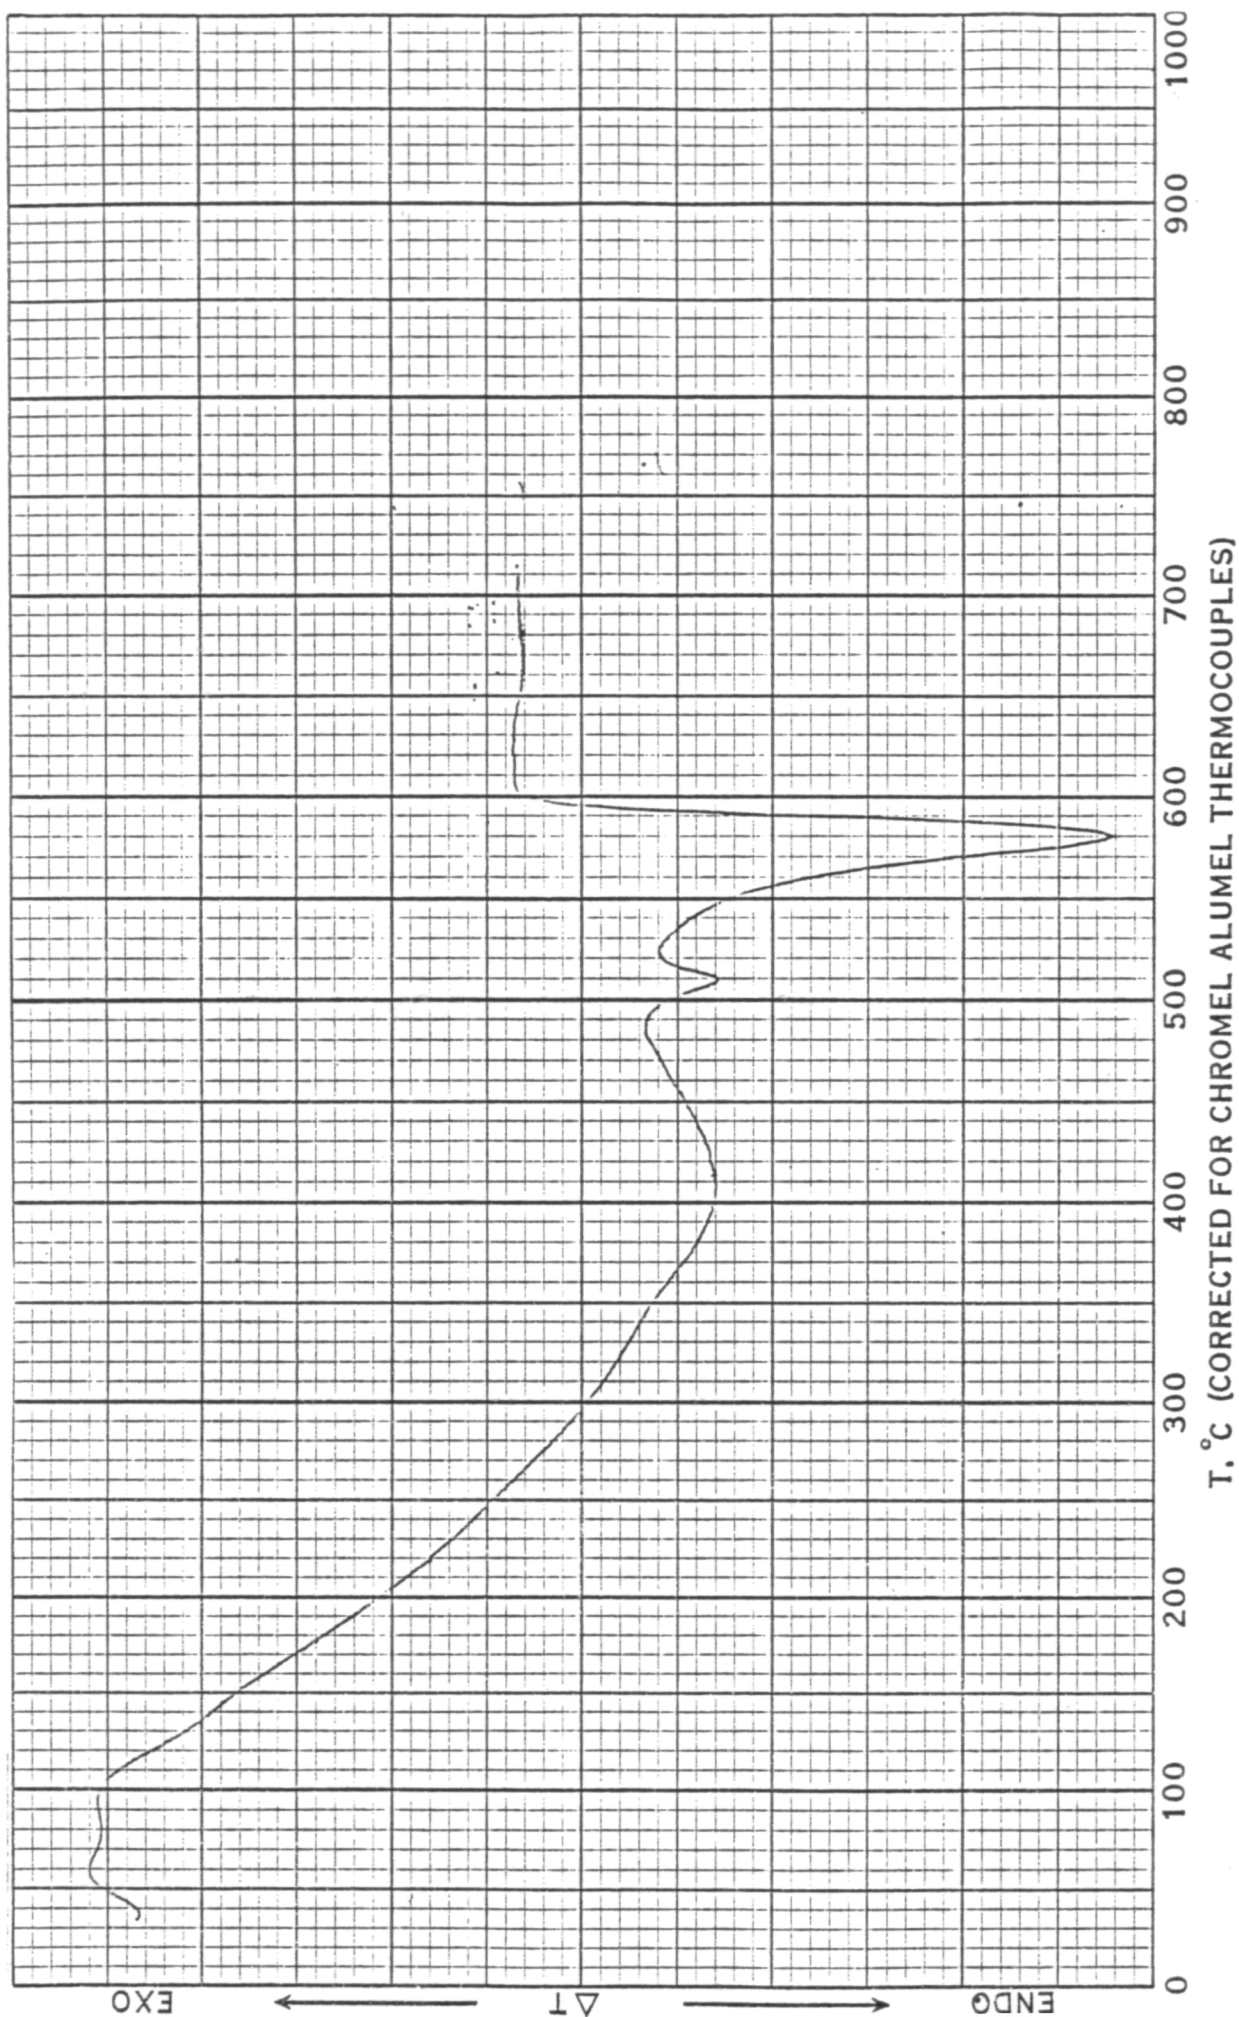 EXO
ΔT
ENDO
0 100 200 300 400 500 600 700 800 900 1000
T. °C (CORRECTED FOR CHROMEL ALUMEL THERMOCOUPLES)